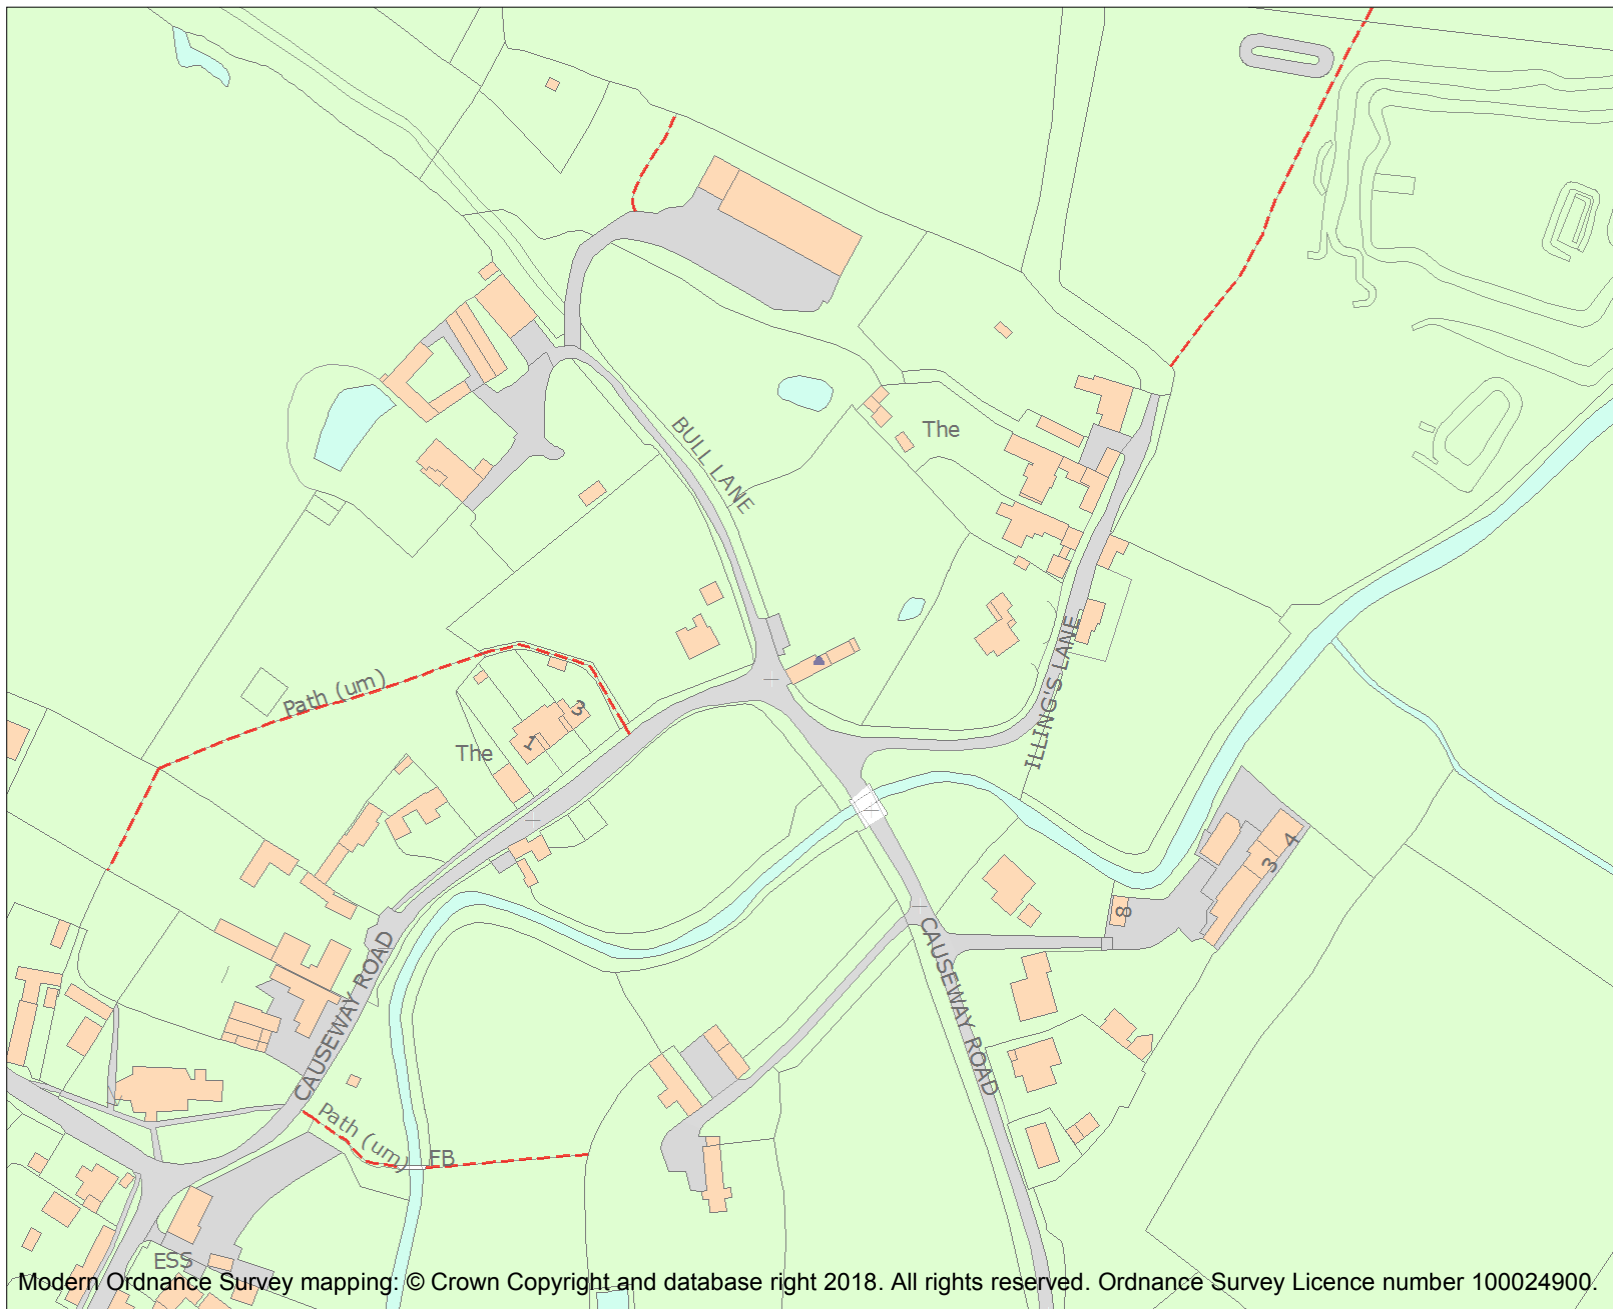 BULL LANE
The
Path (um)
ILLING'S LANE
3
1
The
4
3
8
CAUSEWAY ROAD
CAUSEWAY ROAD
Path (um)
FB
ESS
Modern Ordnance Survey mapping: © Crown Copyright and database right 2018. All rights reserved. Ordnance Survey Licence number 100024900.